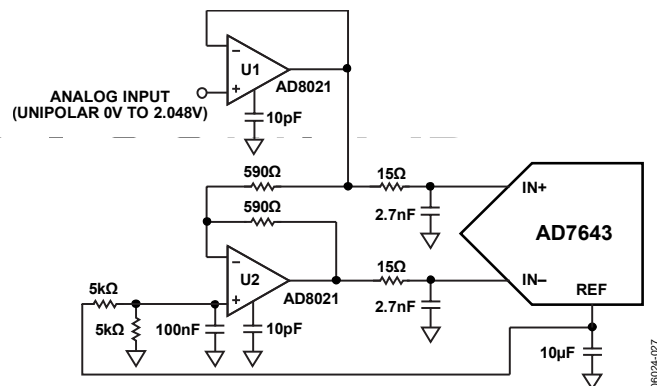 U1
AD8021
ANALOG INPUT
(UNIPOLAR 0V TO 2.048V)
10pF
590Ω
15Ω
IN+
590Ω
2.7nF
AD7643
U2
15Ω
IN–
AD8021
REF
5kΩ
2.7nF
5kΩ
100nF
10pF
10µF
06024-027